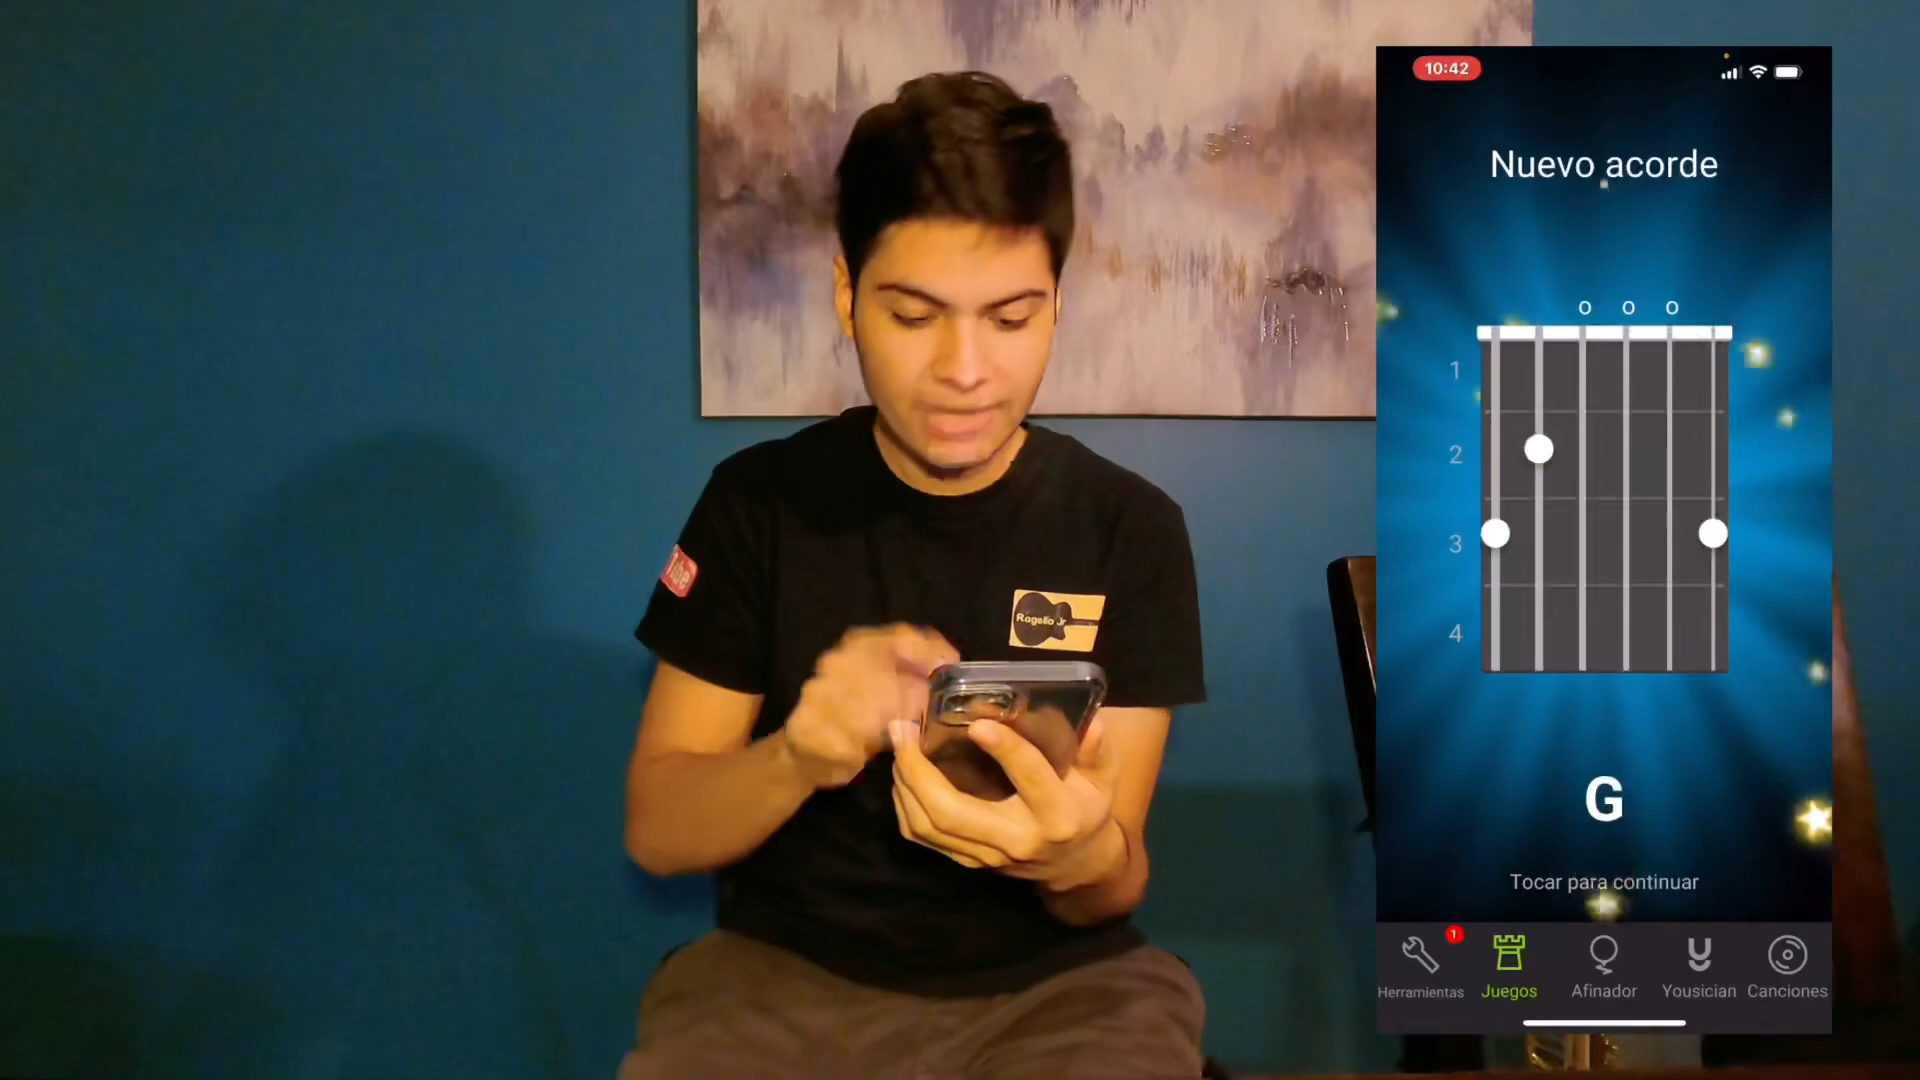 10:42
Nuevo acorde
o o o
1
2
3
4
G
Tocar para continuar
1
Herramientas Juegos Afinador Yousician Canciones
Tube
Rogelio Jr